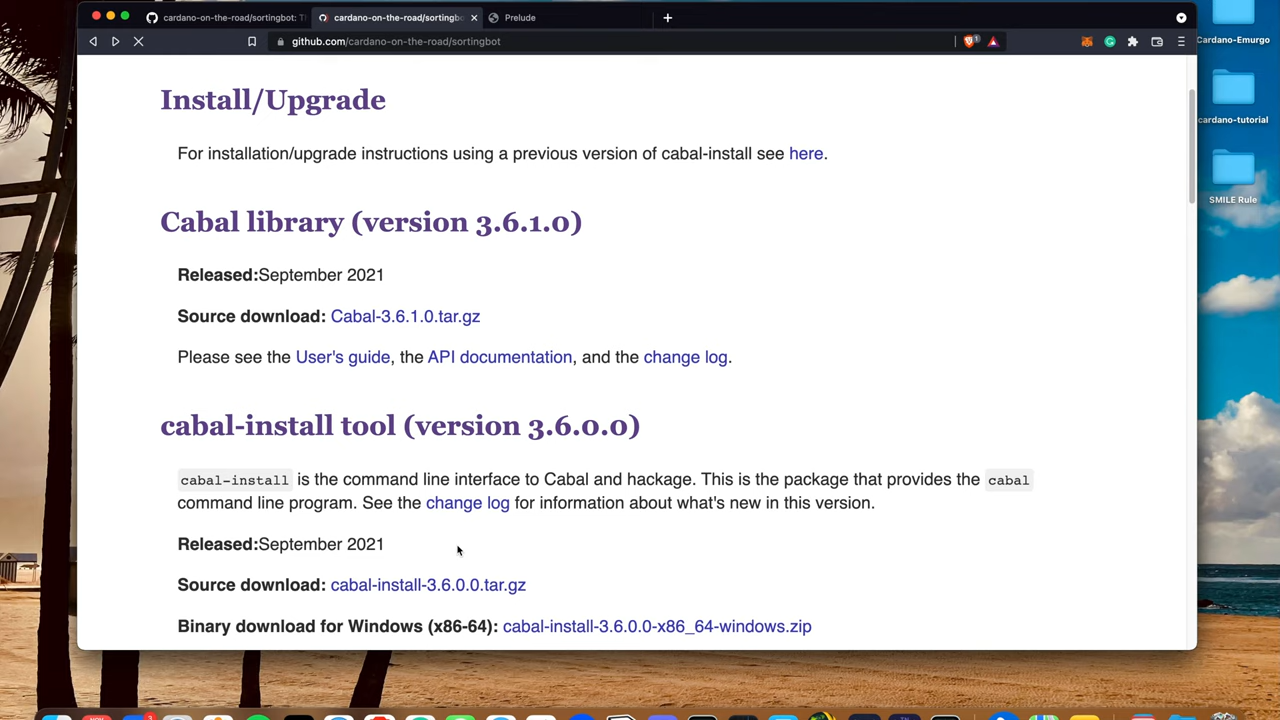 cardano-on-the-road/sortingbot: T
cardano-on-the-road/sortingbo
Prelude
github.com/cardano-on-the-road/sortingbot
Cardano-Emurgo
cardano-tutorial
SMILE Rule
Install/Upgrade
For installation/upgrade instructions using a previous version of cabal-install see here.
Cabal library (version 3.6.1.0)
Released:September 2021
Source download: Cabal-3.6.1.0.tar.gz
Please see the User's guide, the API documentation, and the change log.
cabal-install tool (version 3.6.0.0)
cabal-install is the command line interface to Cabal and hackage. This is the package that provides the cabal
command line program. See the change log for information about what's new in this version.
Released:September 2021
Source download: cabal-install-3.6.0.0.tar.gz
Binary download for Windows (x86-64): cabal-install-3.6.0.0-x86_64-windows.zip